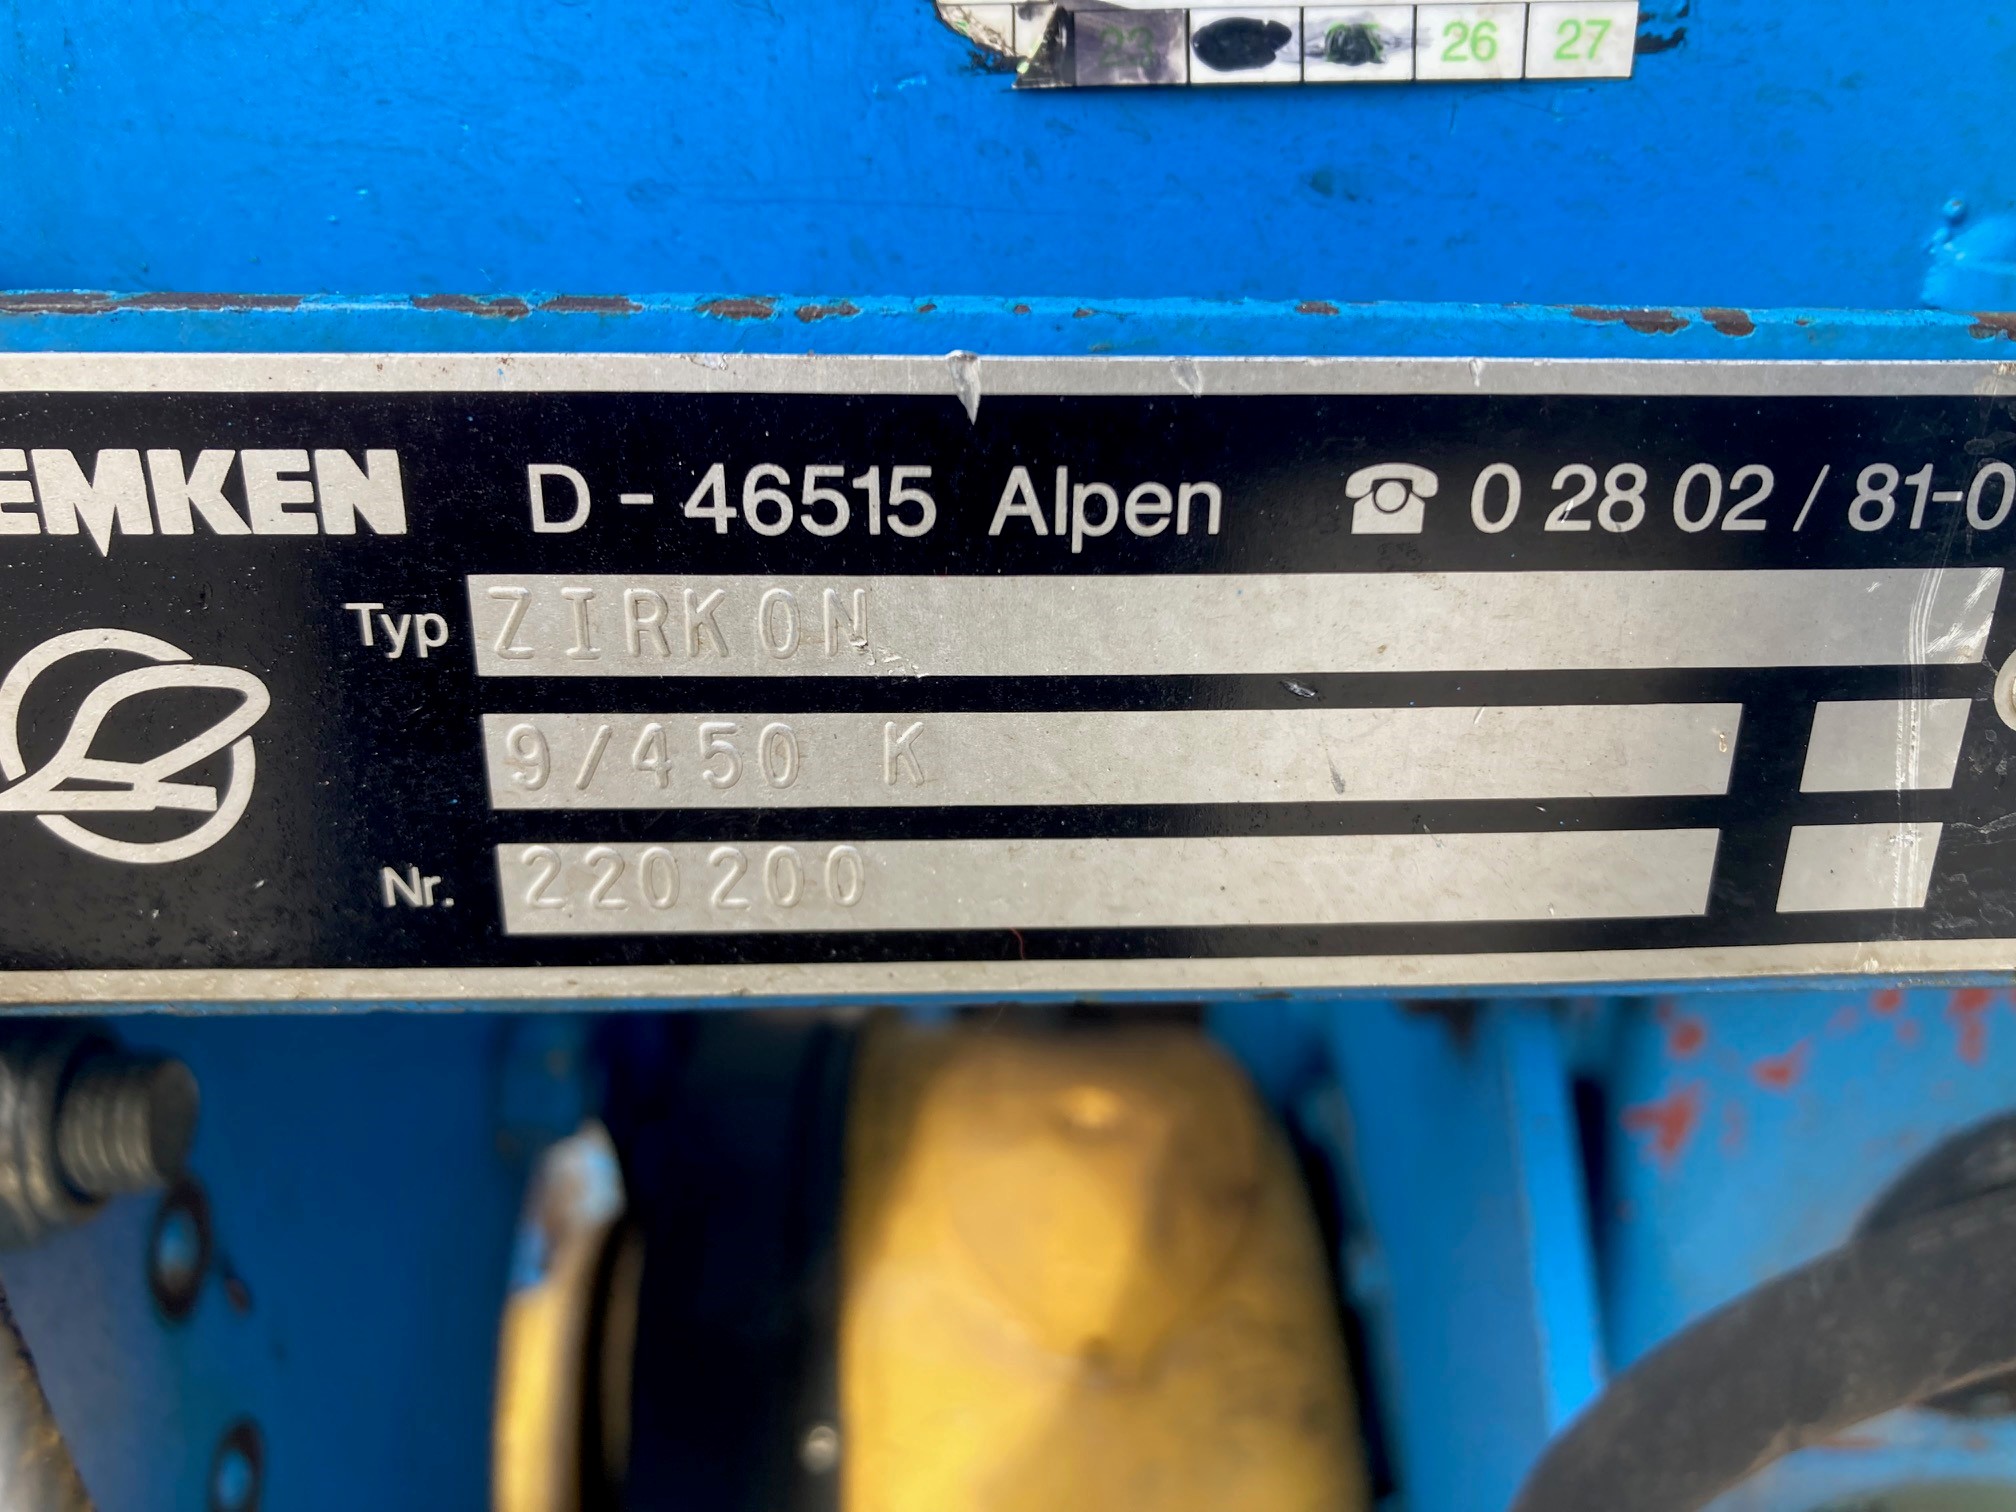 26 27
EMKEN D - 46515 Alpen ☎ 0 28 02 / 81-0
Typ ZIRKON
9/450 K
Nr. 220200